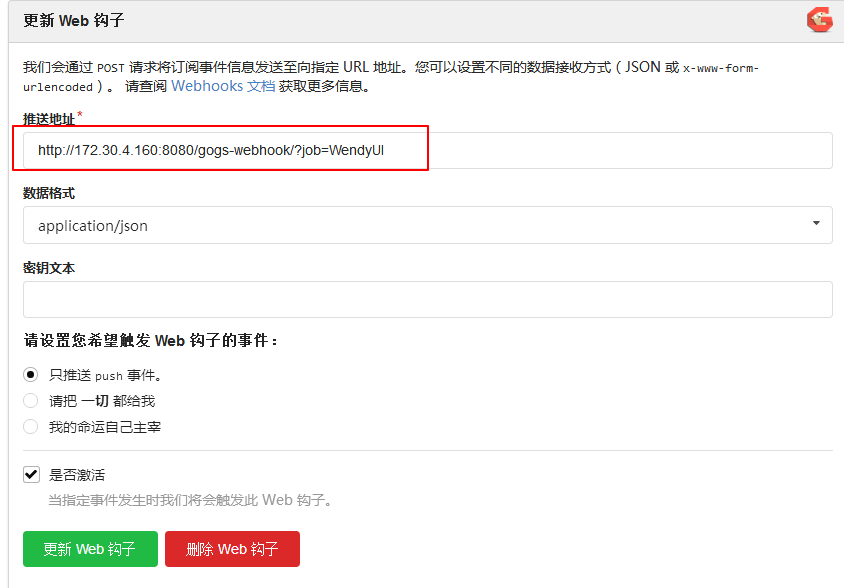 更新 Web 钩子
我们会通过 POST 请求将订阅事件信息发送至向指定 URL 地址。您可以设置不同的数据接收方式（JSON 或 x-www-form-
urlencoded）。 请查阅 Webhooks 文档 获取更多信息。
推送地址*
http://172.30.4.160:8080/gogs-webhook/?job=WendyUI
数据格式
application/json
密钥文本
请设置您希望触发 Web 钩子的事件：
只推送 push 事件。
请把 一切 都给我
我的命运自己主宰
是否激活
当指定事件发生时我们将会触发此 Web 钩子。
更新 Web 钩子 删除 Web 钩子